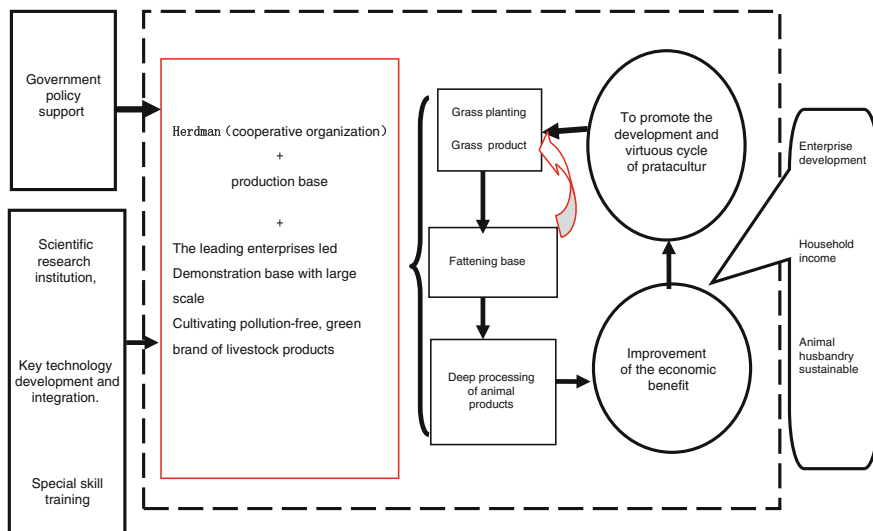 Government
policy
support
Scientific
research
institution,
Key technology
development and
integration.
Special skill
training
Herdman (cooperative organization)
+
production base
+
The leading enterprises led
Demonstration base with large
scale
Cultivating pollution-free, green
brand of livestock products
Grass planting
Grass product
Fattening base
Deep processing
of animal
products
To promote the
development and
virtuous cycle
of pratacultur
Improvement
of the economic
benefit
Enterprise
development
Household
income
Animal
husbandry
sustainable